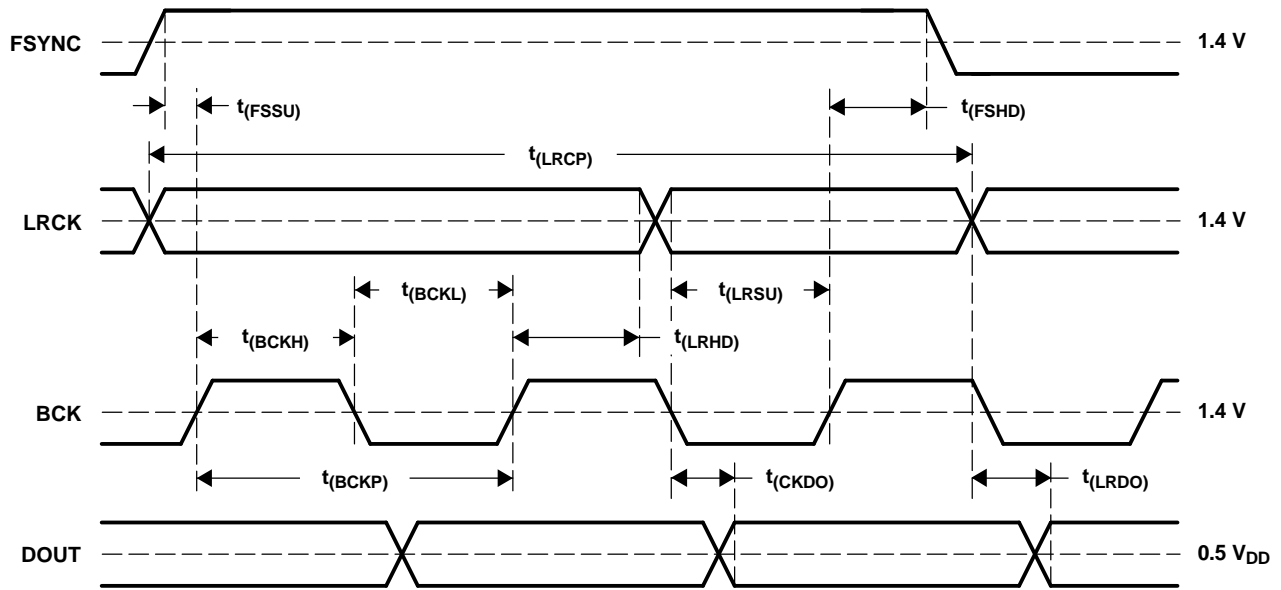 FSYNC
1.4 V
t(FSSU)
t(FSHD)
t(LRCP)
LRCK
1.4 V
t(BCKL)
t(LRSU)
t(BCKH)
t(LRHD)
BCK
1.4 V
t(BCKP)
t(CKDO)
t(LRDO)
DOUT
0.5 VDD